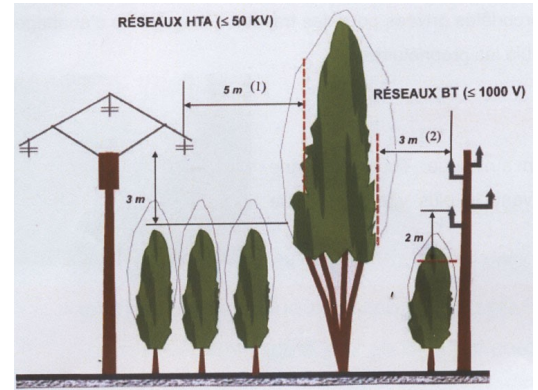 RÉSEAUX HTA (≤ 50 KV)
5 m (1)
RÉSEAUX BT (≤ 1000 V)
3 m (2)
3 m
2 m